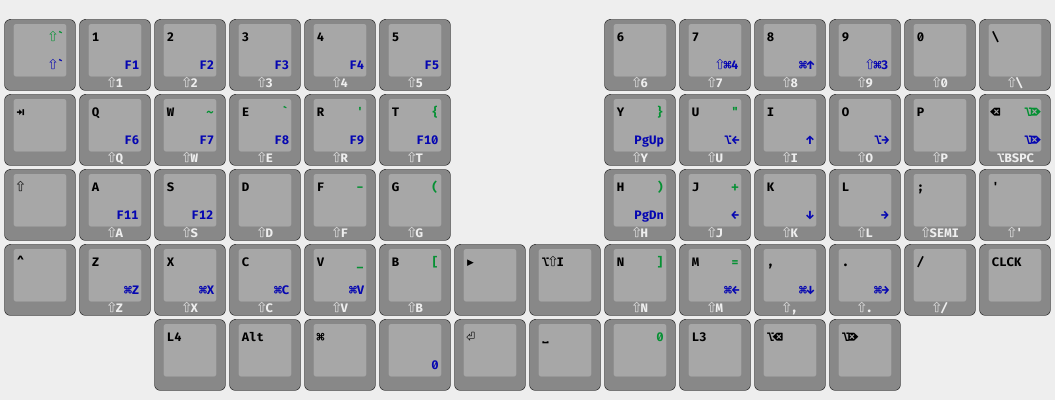 ⇧` 1 2 3 4 5 6 7 8 9 0 \
⇧` F1 F2 F3 F4 F5 ⇧⌘4 ⌘↑ ⇧⌘3
⇧1 ⇧2 ⇧3 ⇧4 ⇧5 ⇧6 ⇧7 ⇧8 ⇧9 ⇧0 ⇧\
⇥ Q W ~ E ` R ' T { Y } U " I O P ⌫ ⌥⌦
F6 F7 F8 F9 F10 PgUp ⌥← ↑ ⌥→ ⌥⌦
⇧Q ⇧W ⇧E ⇧R ⇧T ⇧Y ⇧U ⇧I ⇧O ⇧P ⌥BSPC
⇧ A S D F - G ( H ) J + K L ; '
F11 F12 PgDn ← ↓ →
⇧A ⇧S ⇧D ⇧F ⇧G ⇧H ⇧J ⇧K ⇧L ⇧SEMI ⇧'
^ Z X C V _ B [ ▶ ⌥⇧I N ] M = , . / CLCK
⌘Z ⌘X ⌘C ⌘V ⌘← ⌘↓ ⌘→
⇧Z ⇧X ⇧C ⇧V ⇧B ⇧N ⇧M ⇧, ⇧. ⇧/
L4 Alt ⌘ ⏎ ␣ 0 L3 ⌥⌫ ⌥⌦
0